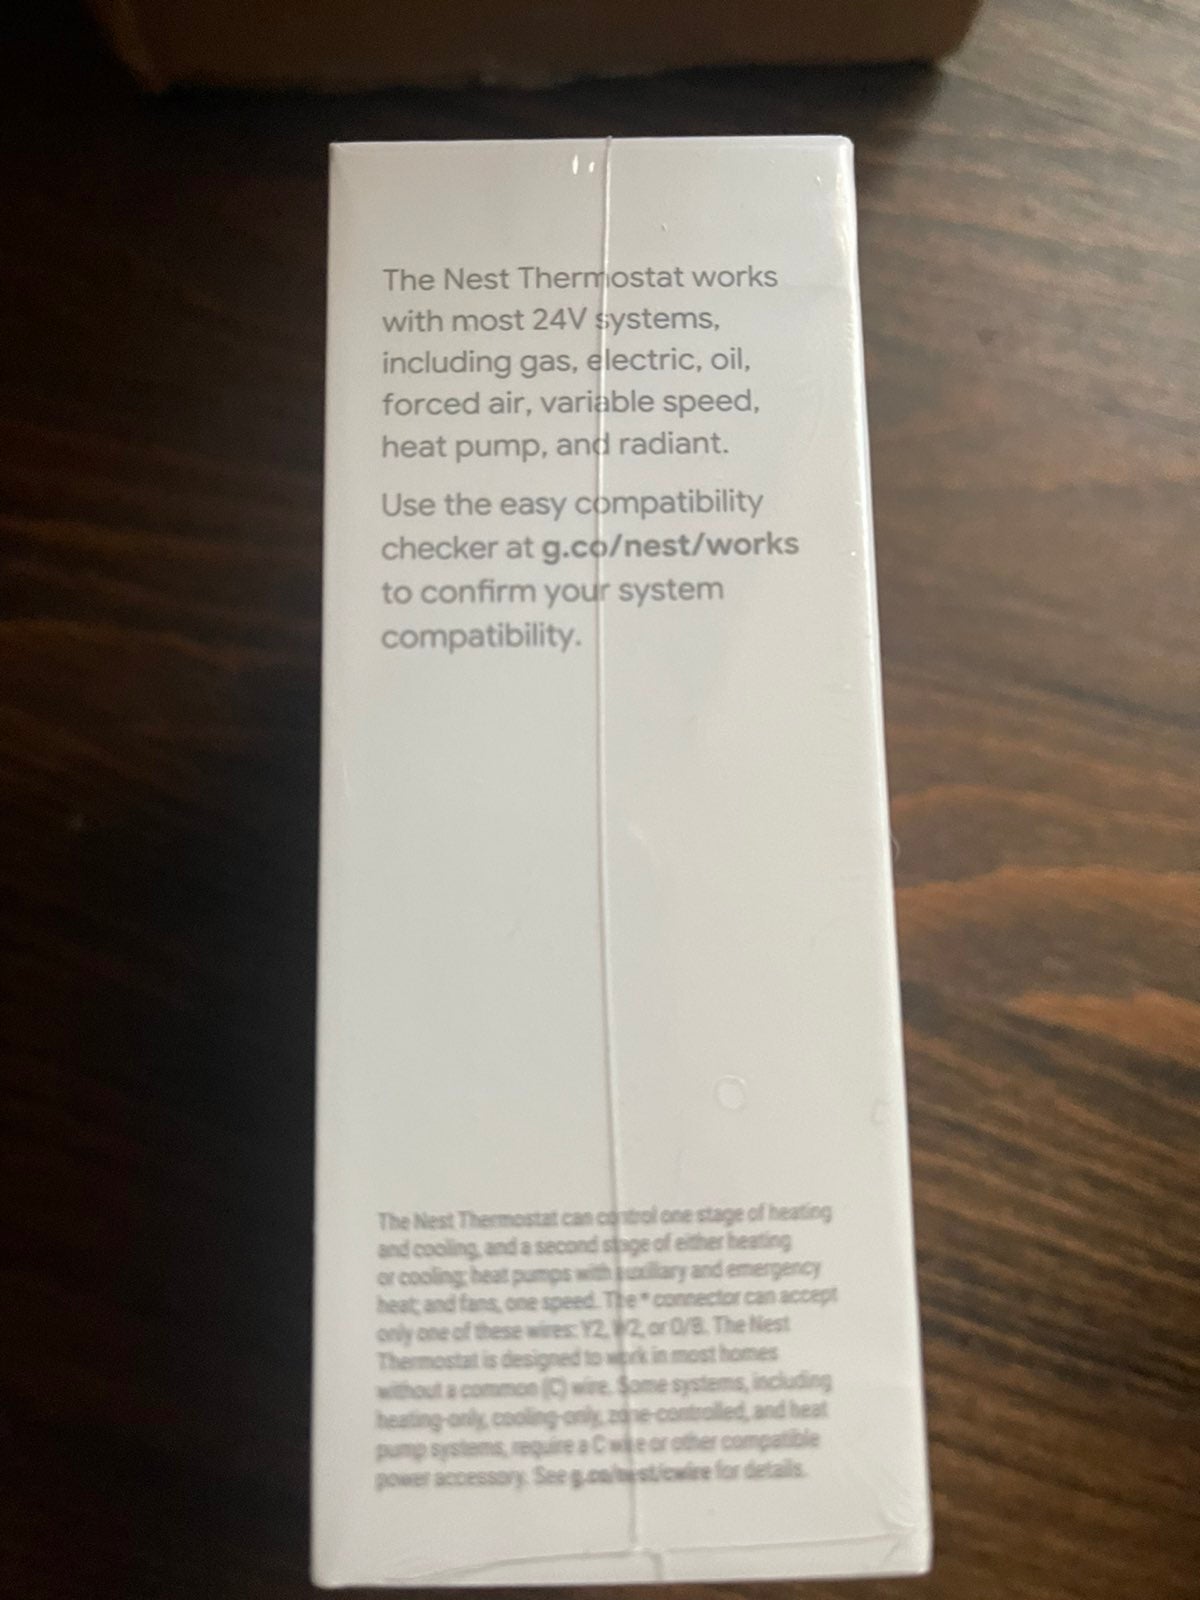 The Nest Thermostat works
with most 24V systems,
including gas, electric, oil,
forced air, variable speed,
heat pump, and radiant.
Use the easy compatibility
checker at g.co/nest/works
to confirm your system
compatibility.
The Nest Thermostat can control one stage of heating
and cooling, and a second stage of either heating
or cooling; heat pumps with auxiliary and emergency
heat; and fans, one speed. The * connector can accept
only one of these wires: Y2, W2, or O/B. The Nest
Thermostat is designed to work in most homes
without a common (C) wire. Some systems, including
heating-only, cooling-only, zone-controlled, and heat
pump systems, require a C wire or other compatible
power accessory. See g.co/nest/cwire for details.